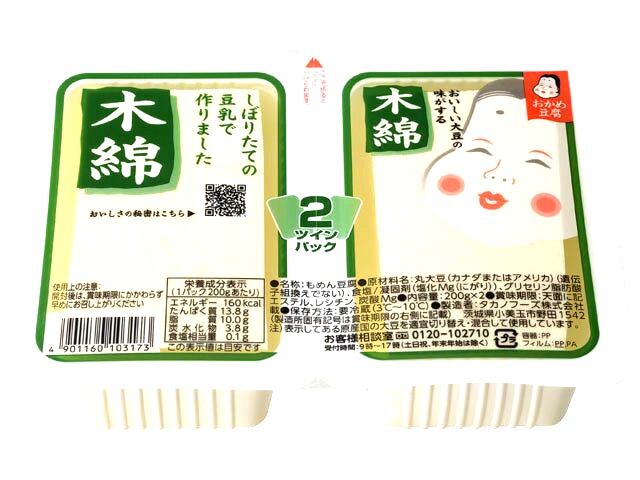 しぼりたての
豆乳で
作りました
木綿
おいしさの秘密はこちら▶
使用上の注意:
開封後は、賞味期限にかかわらず
早めにお召し上がりください。
4 901160 103173
栄養成分表示
(1パック200gあたり)
エネルギー 160kcal
たんぱく質 13.8g
脂質 10.0g
炭水化物 3.8g
食塩相当量 0.1g
この表示値は目安です
2
ツイン
パック
木綿
おいしい大豆の
味がする
おかめ
豆腐
●名称:もめん豆腐●原材料名:丸大豆(カナダまたはアメリカ)(遺伝
子組換えでない)、食塩/凝固剤(塩化Mg(にがり))、グリセリン脂肪酸
エステル、レシチン、炭酸Mg●内容量:200g×2●賞味期限:天面に記
載●保存方法:要冷蔵(3℃~10℃)●製造者:タカノフーズ株式会社
(製造所固有記号は賞味期限の右側に記載) 茨城県小美玉市野田1542
表示してある原産国の大豆を適宜切り替え・混合して使用しています。
お客様相談室 0120-102710
受付時間:9時~17時(土日祝、年末年始は除く)
プラ
容器:PP
フィルム:PP,PA